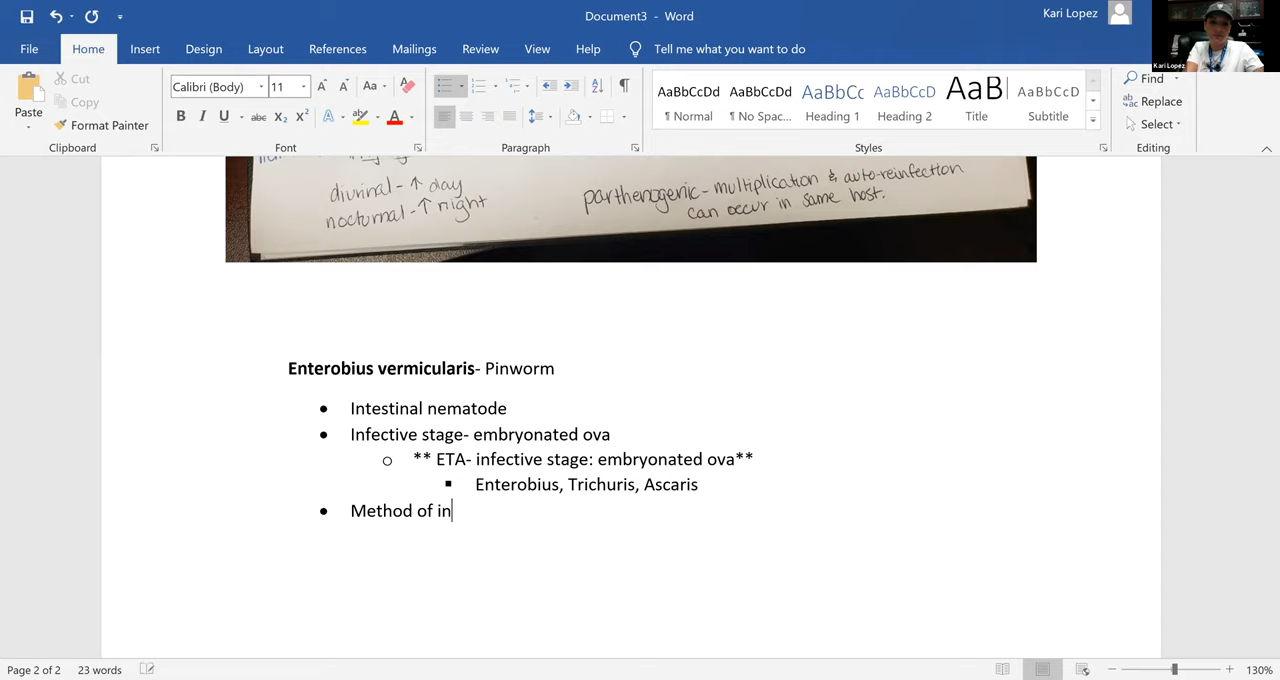 Document3 - Word
Kari Lopez
File Home Insert Design Layout References Mailings Review View Help Tell me what you want to do
Kari Lopez
Paste
Cut
Copy
Format Painter
Clipboard
Calibri (Body) 11
Font
Paragraph
AaBbCcDd AaBbCcDd AaBbCc AaBbCcD AaB AaBbCcD
¶ Normal ¶ No Spac... Heading 1 Heading 2 Title Subtitle
Styles
Find
Replace
Select
Editing
diurinal - ↑ day
nocturnal - ↑ night
parthenogenic - multiplication & auto-reinfection
can occur in same host.
Enterobius vermicularis- Pinworm
• Intestinal nematode
• Infective stage- embryonated ova
o ** ETA- infective stage: embryonated ova**
▪ Enterobius, Trichuris, Ascaris
• Method of in
Page 2 of 2 23 words
130%